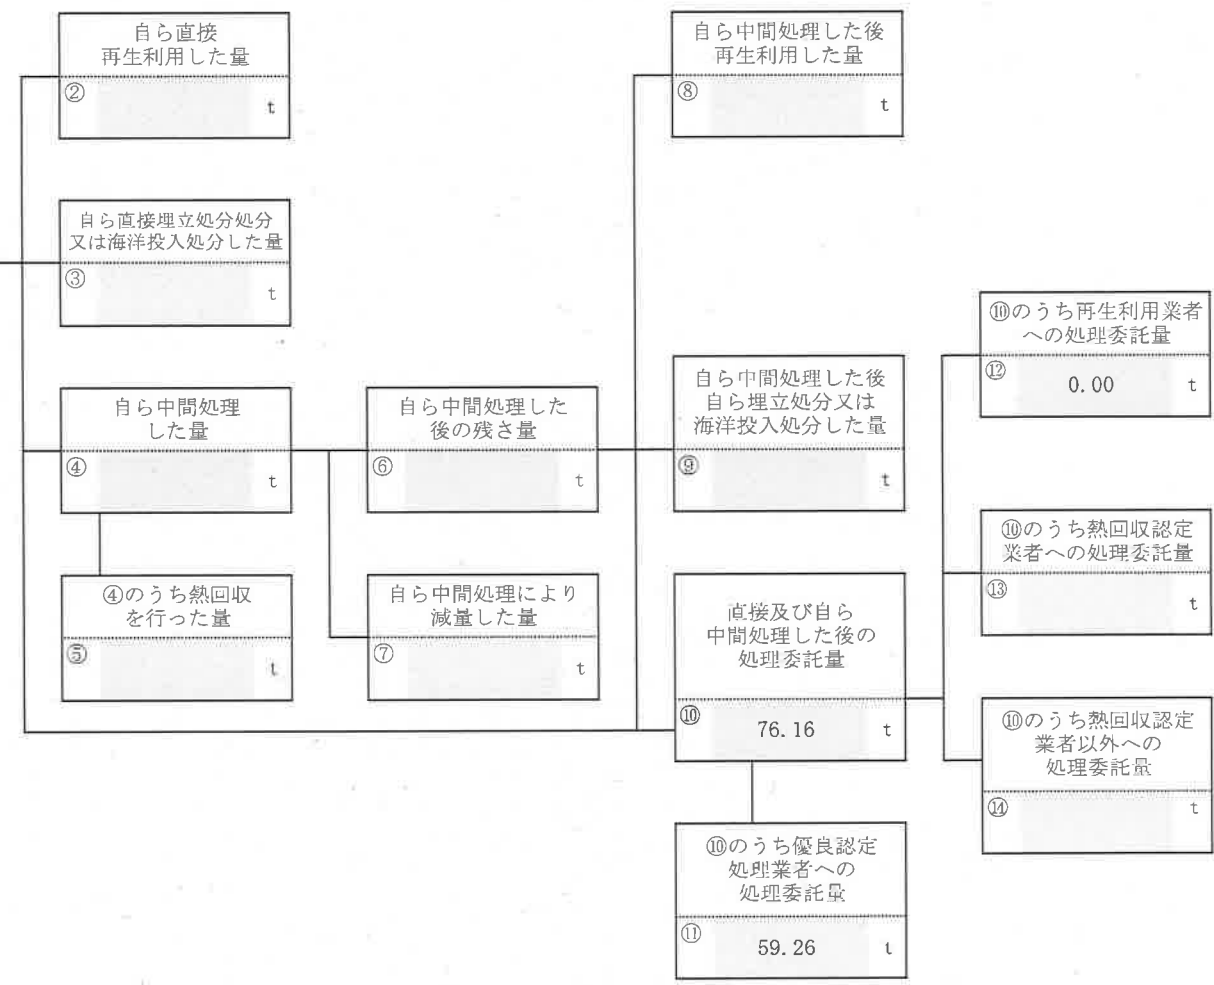 自ら直接
再生利用した量
②
t
自ら直接埋立処分処分
又は海洋投入処分した量
③
t
自ら中間処理
した量
④
t
④のうち熱回収
を行った量
⑤
t
自ら中間処理した
後の残さ量
⑥
t
自ら中間処理により
減量した量
⑦
t
自ら中間処理した後
再生利用した量
⑧
t
自ら中間処理した後
自ら埋立処分又は
海洋投入処分した量
⑨
t
直接及び自ら
中間処理した後の
処理委託量
⑩
76.16 t
⑩のうち優良認定
処理業者への
処理委託量
⑪
59.26 t
⑩のうち再生利用業者
への処理委託量
⑫
0.00 t
⑩のうち熱回収認定
業者への処理委託量
⑬
t
⑩のうち熱回収認定
業者以外への
処理委託量
⑭
t